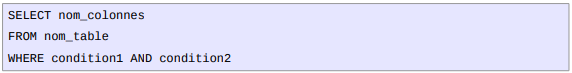 SELECT nom_colonnes
FROM nom_table
WHERE condition1 AND condition2